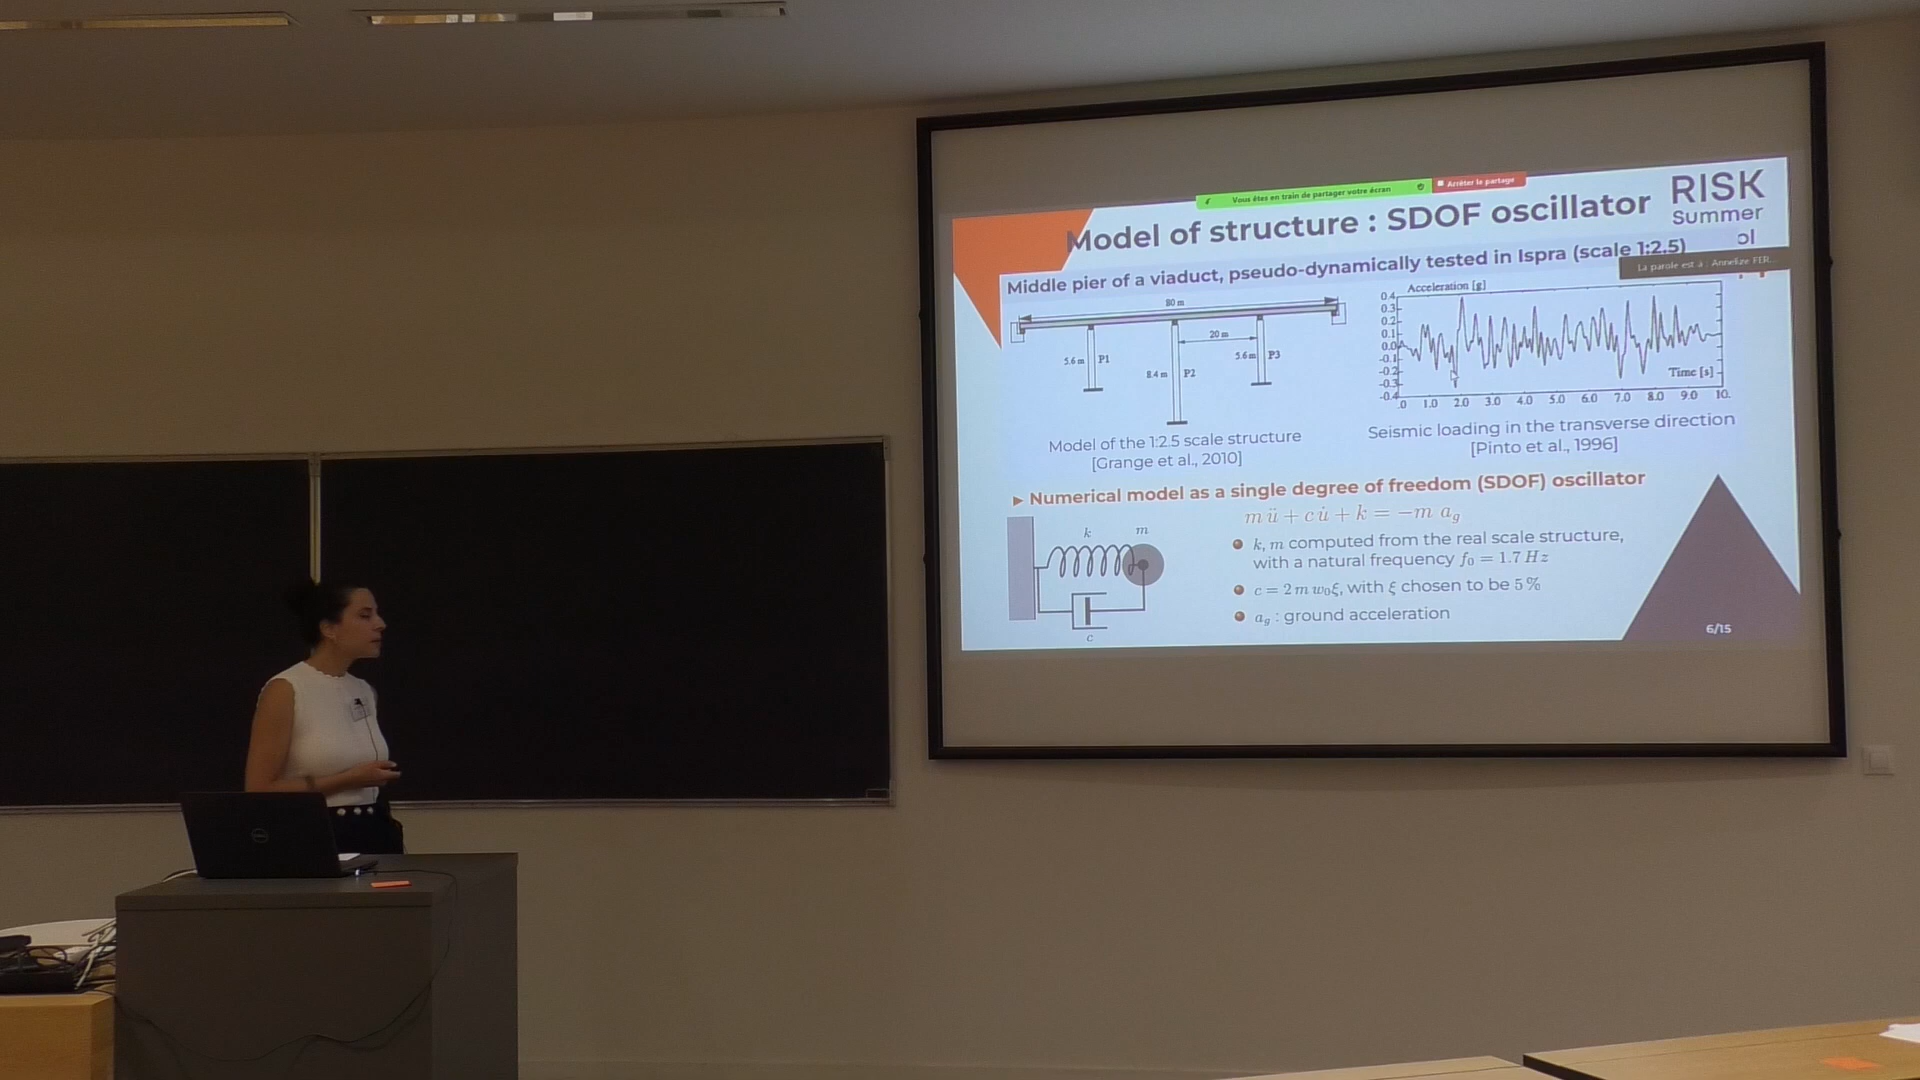 Vous êtes en train de partager votre écran
Arrêter le partage
RISK
Summer
ol
Model of structure : SDOF oscillator
La parole est à : Annelize FER...
Middle pier of a viaduct, pseudo-dynamically tested in Ispra (scale 1:2.5)
80 m
20 m
5.6 m P1
8.4 m P2
5.6 m P3
Model of the 1:2.5 scale structure
[Grange et al., 2010]
Acceleration [g]
0.4
0.3
0.2
0.1
0.0
-0.1
-0.2
-0.3
-0.4
Time [s]
.0 1.0 2.0 3.0 4.0 5.0 6.0 7.0 8.0 9.0 10.
Seismic loading in the transverse direction
[Pinto et al., 1996]
► Numerical model as a single degree of freedom (SDOF) oscillator
m ü + c u̇ + k = −m a_g
k
m
c
k, m computed from the real scale structure,
with a natural frequency f₀ = 1.7 Hz
c = 2 m w₀ξ, with ξ chosen to be 5 %
a_g : ground acceleration
6/15